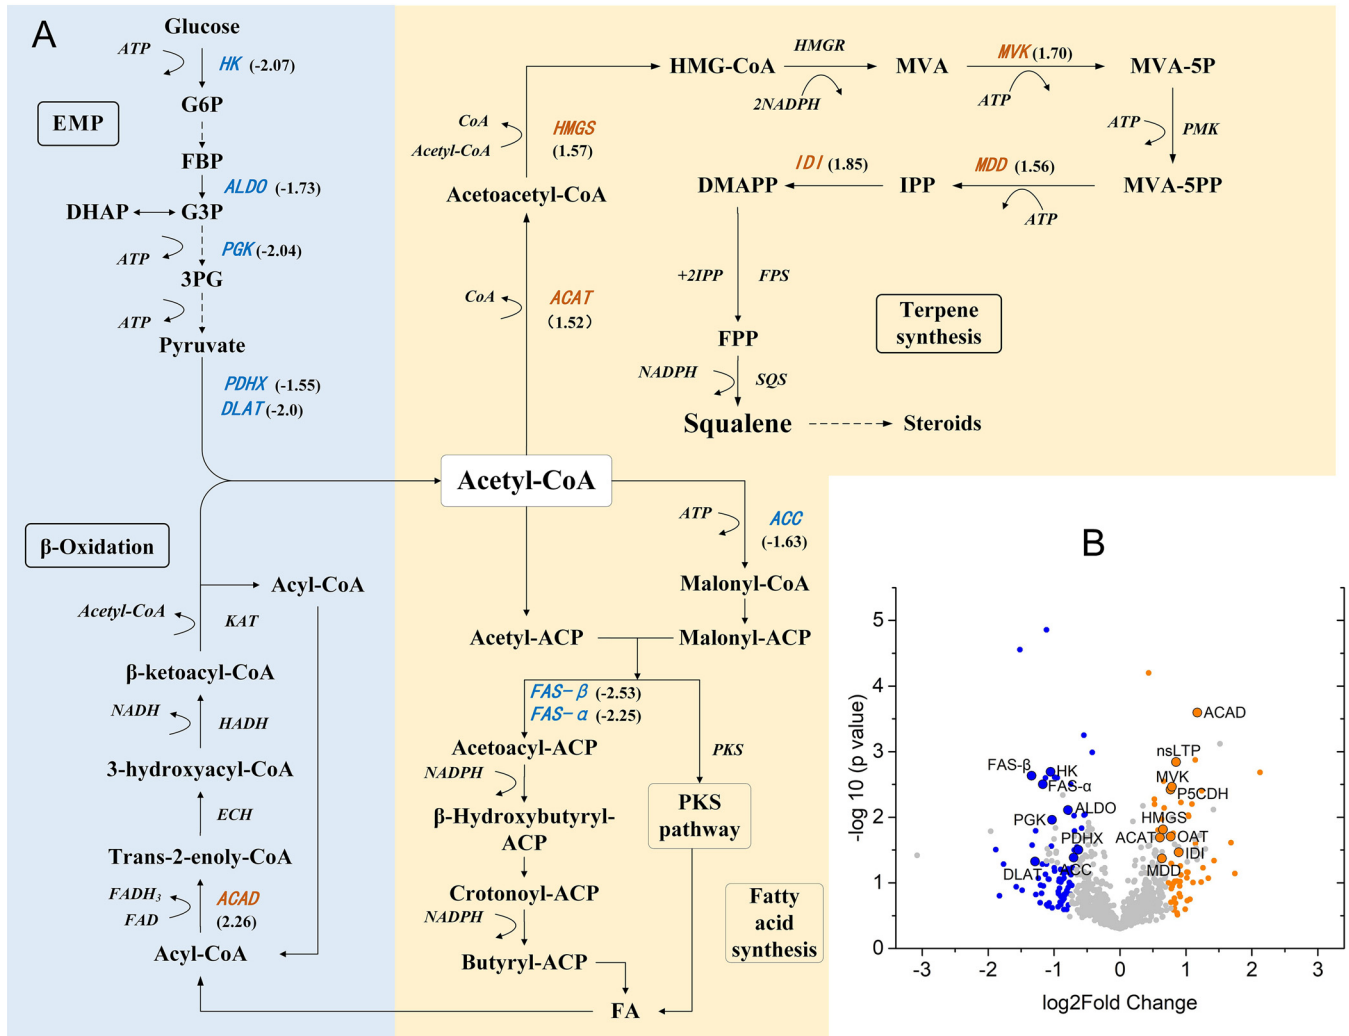 A
Glucose
ATP
HK (-2.07)
G6P
EMP
FBP
ALDO (-1.73)
DHAP
G3P
PGK (-2.04)
ATP
3PG
ATP
Pyruvate
PDHX (-1.55)
DLAT (-2.0)
β-Oxidation
Acyl-CoA
Acetyl-CoA
KAT
β-ketoacyl-CoA
NADH
HADH
3-hydroxyacyl-CoA
ECH
Trans-2-enoly-CoA
FADH3
ACAD
FAD
(2.26)
Acyl-CoA
HMG-CoA
HMGR
2NADPH
MVA
MVK (1.70)
ATP
MVA-5P
ATP
PMK
MVA-5PP
MDD (1.56)
ATP
IPP
IDI (1.85)
DMAPP
CoA
HMGS
Acetyl-CoA
(1.57)
Acetoacetyl-CoA
CoA
ACAT
(1.52)
+2IPP
FPS
Terpene
synthesis
FPP
NADPH
SQS
Squalene
Steroids
Acetyl-CoA
ATP
ACC
(-1.63)
Malonyl-CoA
Acetyl-ACP
Malonyl-ACP
FAS-β (-2.53)
FAS-α (-2.25)
Acetoacyl-ACP
PKS
NADPH
β-Hydroxybutyryl-
ACP
PKS
pathway
Crotonoyl-ACP
NADPH
Butyryl-ACP
Fatty
acid
synthesis
FA
B
-log 10 (p value)
5
4
3
2
1
0
ACAD
nsLTP
FAS-β
HK
MVK
FAS-α
P5CDH
ALDO
HMGS
PGK
PDHX
ACAT
OAT
IDI
DLAT
ACC
MDD
-3
-2
-1
0
1
2
3
log2Fold Change